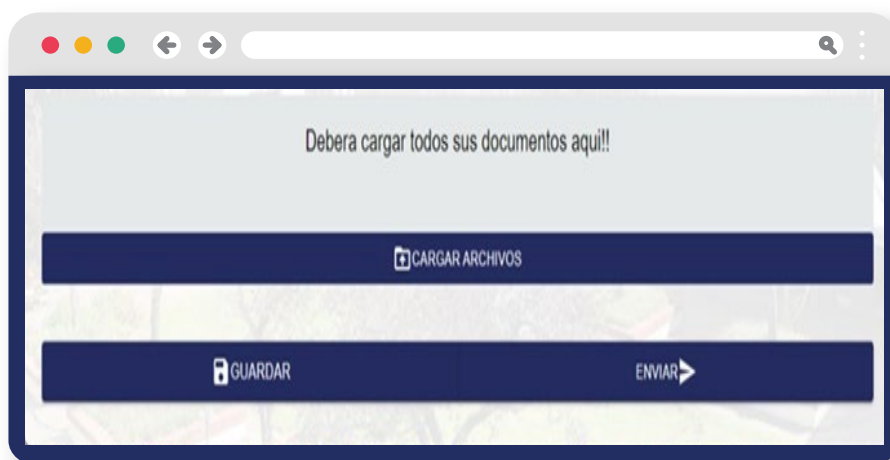 Debera cargar todos sus documentos aqui!!
CARGAR ARCHIVOS
GUARDAR
ENVIAR